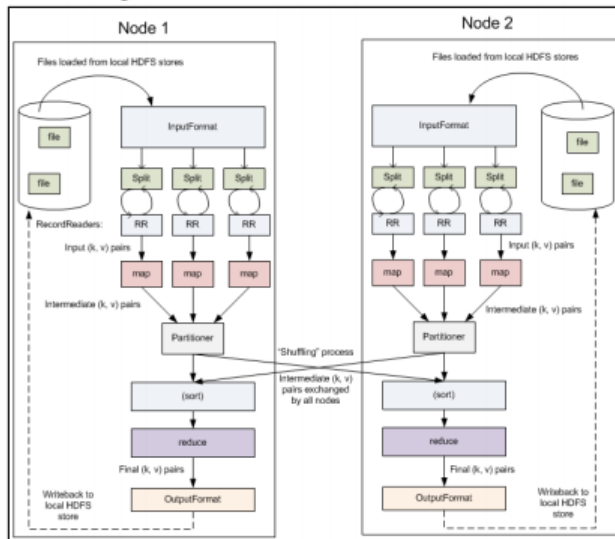 Node 1
Files loaded from local HDFS stores
file
file
InputFormat
Split
Split
Split
RecordReaders:
RR
RR
RR
Input (k, v) pairs
map
map
map
Intermediate (k, v) pairs
Partitioner
(sort)
reduce
Final (k, v) pairs
Writeback to
local HDFS
store
OutputFormat
"Shuffling" process
Intermediate (k, v)
pairs exchanged
by all nodes
Node 2
Files loaded from local HDFS stores
InputFormat
file
file
Split
Split
Split
RR
RR
RR
Input (k, v) pairs
map
map
map
Intermediate (k, v) pairs
Partitioner
(sort)
reduce
Final (k, v) pairs
OutputFormat
Writeback to
local HDFS
store